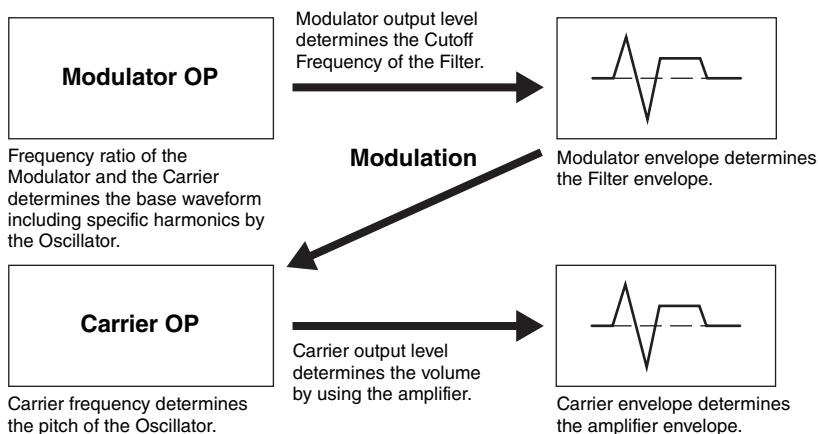 Modulator OP
Modulator output level
determines the Cutoff
Frequency of the Filter.
Frequency ratio of the
Modulator and the Carrier
determines the base waveform
including specific harmonics by
the Oscillator.
Modulation
Modulator envelope determines
the Filter envelope.
Carrier OP
Carrier output level
determines the volume
by using the amplifier.
Carrier frequency determines
the pitch of the Oscillator.
Carrier envelope determines
the amplifier envelope.